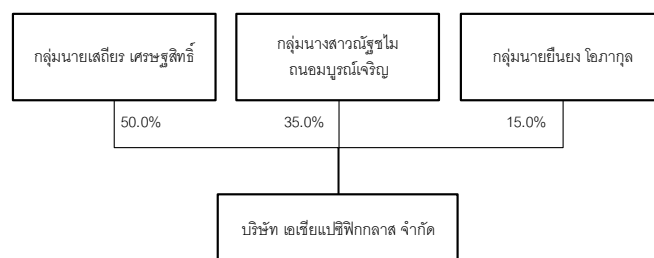 กลุ่มนายเสถียร เศรษฐสิทธิ์
กลุ่มนางสาวณัฐชไม
ถนอมบูรณ์เจริญ
กลุ่มนายยืนยง โอภากุล
50.0%
35.0%
15.0%
บริษัท เอเชียแปซิฟิกกลาส จำกัด